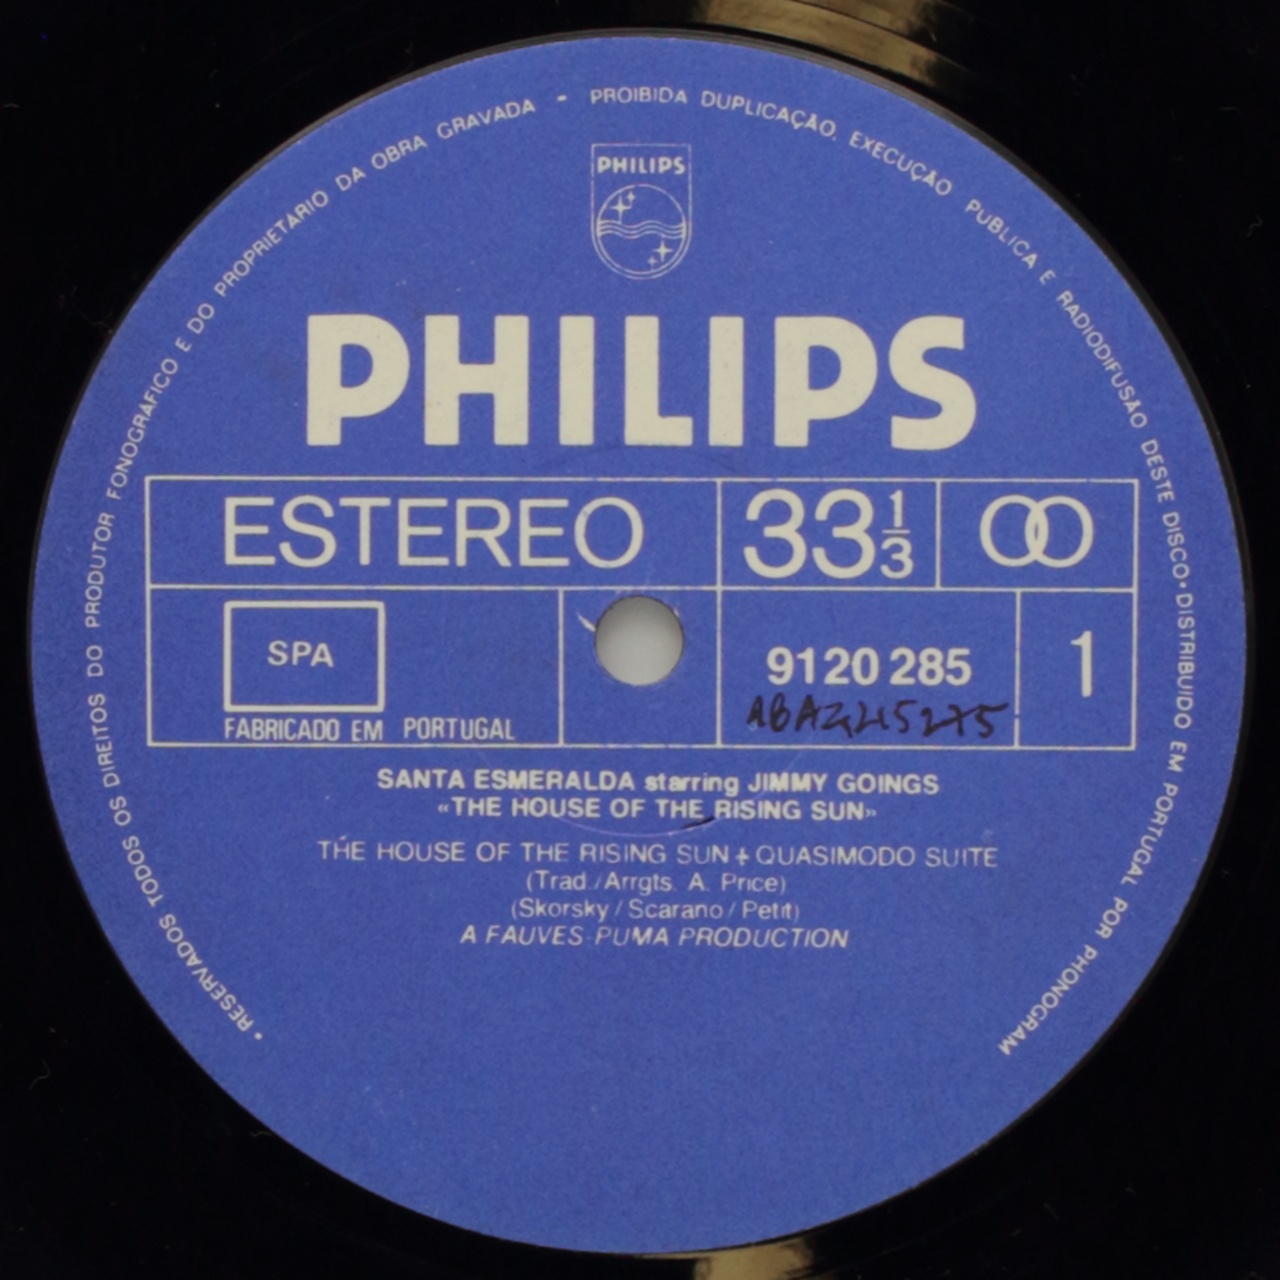 • RESERVADOS TODOS OS DIREITOS DO PRODUTOR FONOGRÁFICO E DO PROPRIETARIO DA OBRA GRAVADA - PROIBIDA DUPLICAÇÃO, EXECUÇÃO PUBLICA E RADIODIFUSÃO DESTE DISCO • DISTRIBUIDO EM PORTUGAL POR PHONOGRAM
PHILIPS
PHILIPS
ESTEREO 33 1/3
SPA 9120 285 1
FABRICADO EM PORTUGAL
SANTA ESMERALDA starring JIMMY GOINGS
«THE HOUSE OF THE RISING SUN»
THE HOUSE OF THE RISING SUN + QUASIMODO SUITE
(Trad./Arrgts. A. Price)
(Skorsky / Scarano / Petit)
A FAUVES-PUMA PRODUCTION